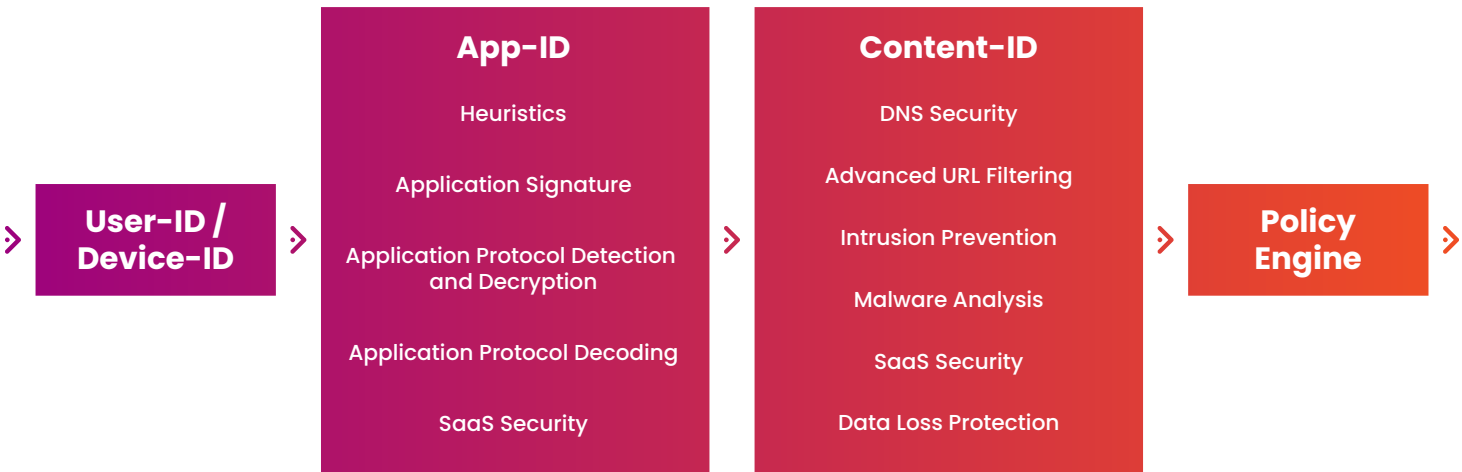 User-ID /
Device-ID
App-ID
Heuristics
Application Signature
Application Protocol Detection
and Decryption
Application Protocol Decoding
SaaS Security
Content-ID
DNS Security
Advanced URL Filtering
Intrusion Prevention
Malware Analysis
SaaS Security
Data Loss Protection
Policy
Engine